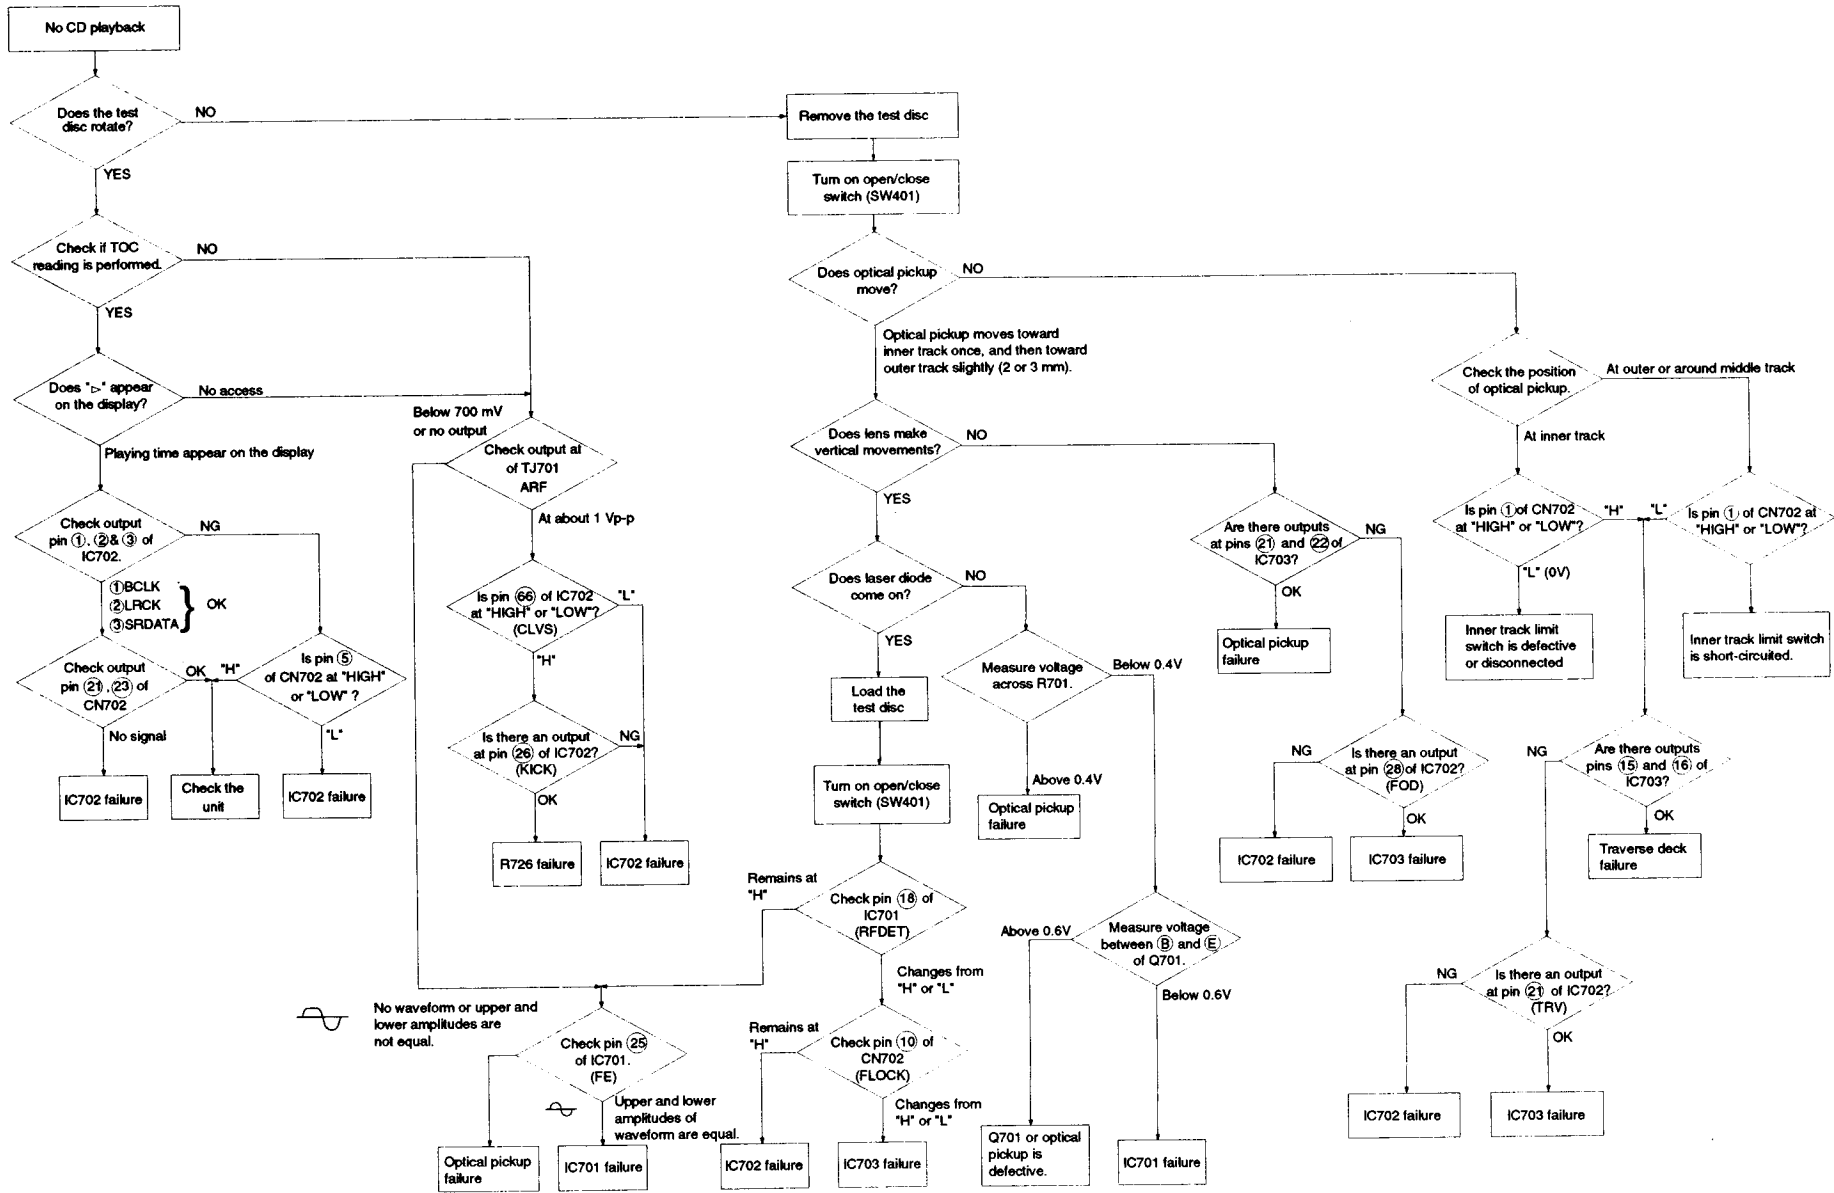 No CD playback
Does the test
disc rotate?
NO
YES
Remove the test disc
Turn on open/close
switch (SW401)
Check if TOC
reading is performed.
NO
YES
Does optical pickup
move?
NO
Optical pickup moves toward
inner track once, and then toward
outer track slightly (2 or 3 mm).
Does "▷" appear
on the display?
No access
Playing time appear on the display
Check the position
of optical pickup.
At outer or around middle track
At inner track
Below 700 mV
or no output
Check output at
of TJ701
ARF
At about 1 Vp-p
Does lens make
vertical movements?
NO
YES
Check output
pin ①, ②& ③ of
IC702.
NG
①BCLK
②LRCK
③SRDATA
} OK
Are there outputs
at pins ㉑ and ㉒ of
IC703?
NG
OK
Is pin ① of CN702
at "HIGH" or "LOW"?
"H"
"L" (0V)
"L"
Is pin ① of CN702 at
"HIGH" or "LOW"?
Is pin 66 of IC702
at "HIGH" or "LOW"?
(CLVS)
"L"
"H"
Does laser diode
come on?
NO
YES
Optical pickup
failure
Inner track limit
switch is defective
or disconnected
Inner track limit switch
is short-circuited.
Check output
pin ㉑, ㉓ of
CN702
OK
"H"
No signal
Is pin ⑤
of CN702 at "HIGH"
or "LOW" ?
"L"
Load the
test disc
Measure voltage
across R701.
Below 0.4V
Above 0.4V
IC702 failure
Check the
unit
IC702 failure
Is there an output
at pin ㉖ of IC702?
(KICK)
NG
OK
R726 failure
IC702 failure
Turn on open/close
switch (SW401)
Optical pickup
failure
Is there an output
at pin ㉘ of IC702?
(FOD)
NG
OK
IC702 failure
IC703 failure
Are there outputs
pins ⑮ and ⑯ of
IC703?
NG
OK
Traverse deck
failure
Remains at
"H"
Check pin ⑱ of
IC701
(RFDET)
Changes from
"H" or "L"
Above 0.6V
Measure voltage
between Ⓑ and Ⓔ
of Q701.
Below 0.6V
Is there an output
at pin ㉑ of IC702?
(TRV)
NG
OK
No waveform or upper and
lower amplitudes are
not equal.
Check pin ㉕
of IC701.
(FE)
Upper and lower
amplitudes of
waveform are equal.
Remains at
"H"
Check pin ⑩ of
CN702
(FLOCK)
Changes from
"H" or "L"
Optical pickup
failure
IC701 failure
IC702 failure
IC703 failure
Q701 or optical
pickup is
defective.
IC701 failure
IC702 failure
IC703 failure